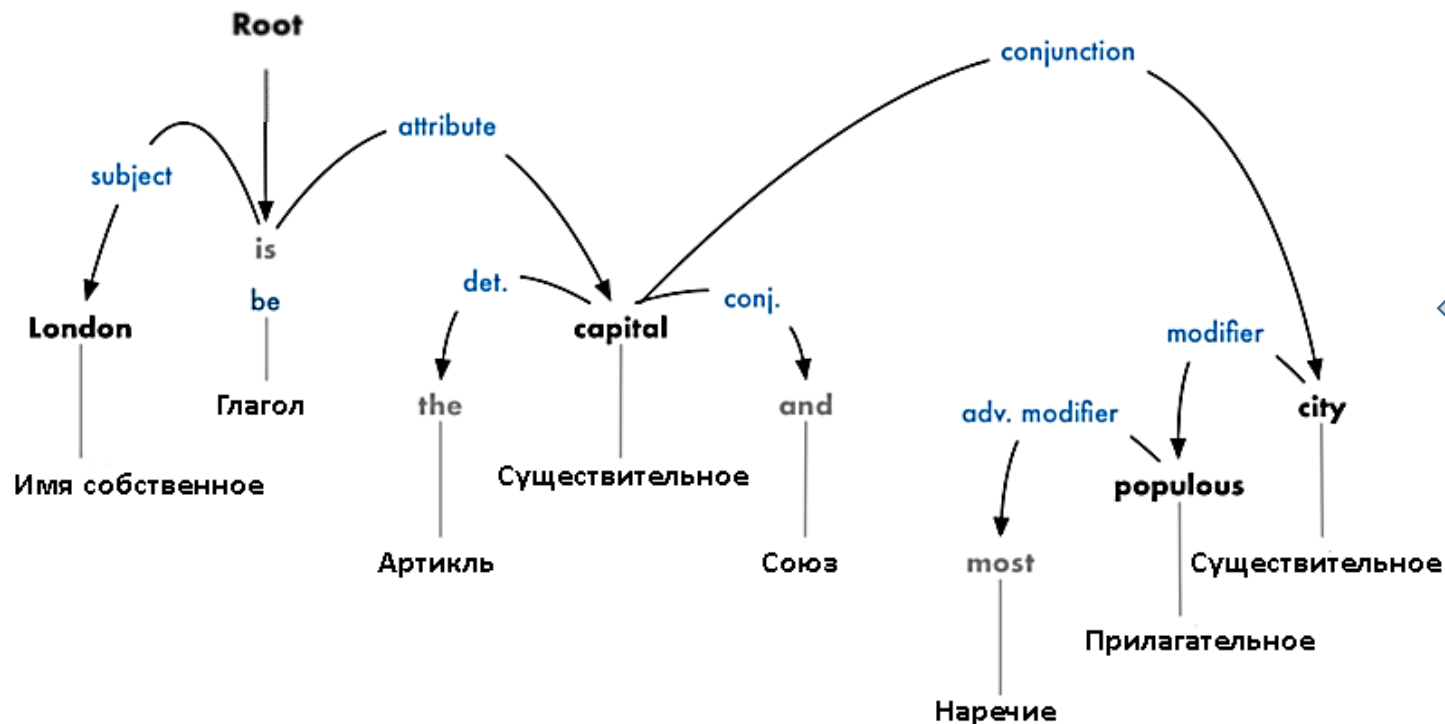 Root
conjunction
attribute
subject
is
det.
conj.
be
London
capital
modifier
Глагол
the
and
adv. modifier
city
Имя собственное
Существительное
populous
Артикль
Союз
most
Существительное
Прилагательное
Наречие